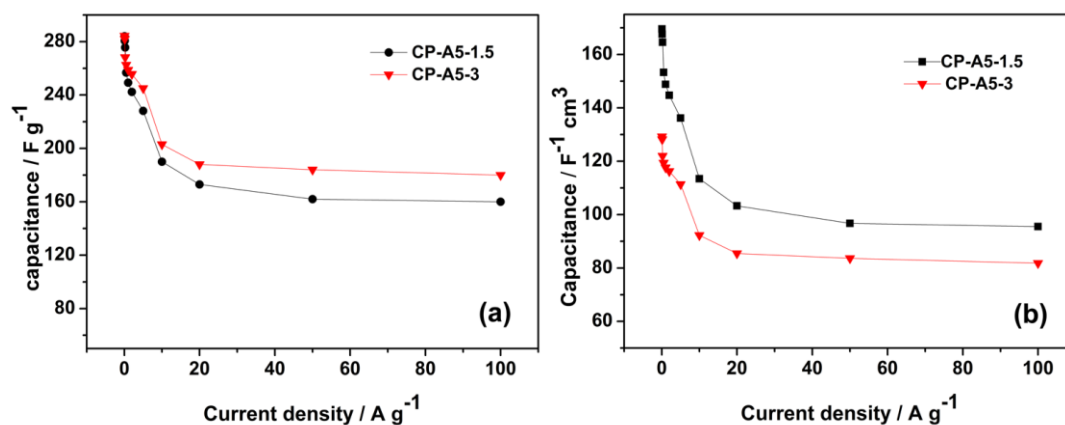 280
240
200
160
120
80
capacitance / F g-1
CP-A5-1.5
CP-A5-3
(a)
0 20 40 60 80 100
Current density / A g-1
160
140
120
100
80
60
Capacitance / F-1 cm3
CP-A5-1.5
CP-A5-3
(b)
0 20 40 60 80 100
Current density / A g-1